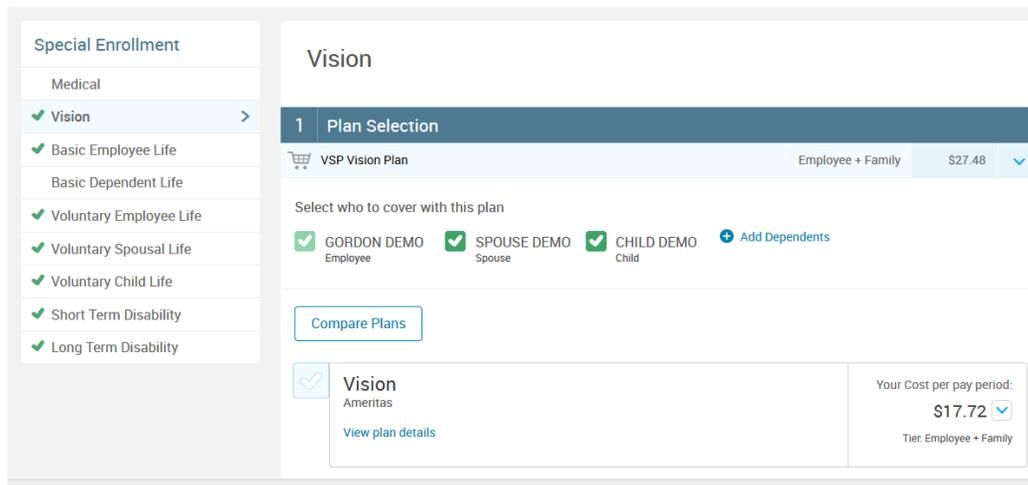 Special Enrollment
Medical
Vision
Basic Employee Life
Basic Dependent Life
Voluntary Employee Life
Voluntary Spousal Life
Voluntary Child Life
Short Term Disability
Long Term Disability
Vision
1 Plan Selection
VSP Vision Plan Employee + Family $27.48
Select who to cover with this plan
GORDON DEMO SPOUSE DEMO CHILD DEMO Add Dependents
Employee Spouse Child
Compare Plans
Vision
Ameritas
View plan details
Your Cost per pay period:
$17.72
Tier: Employee + Family